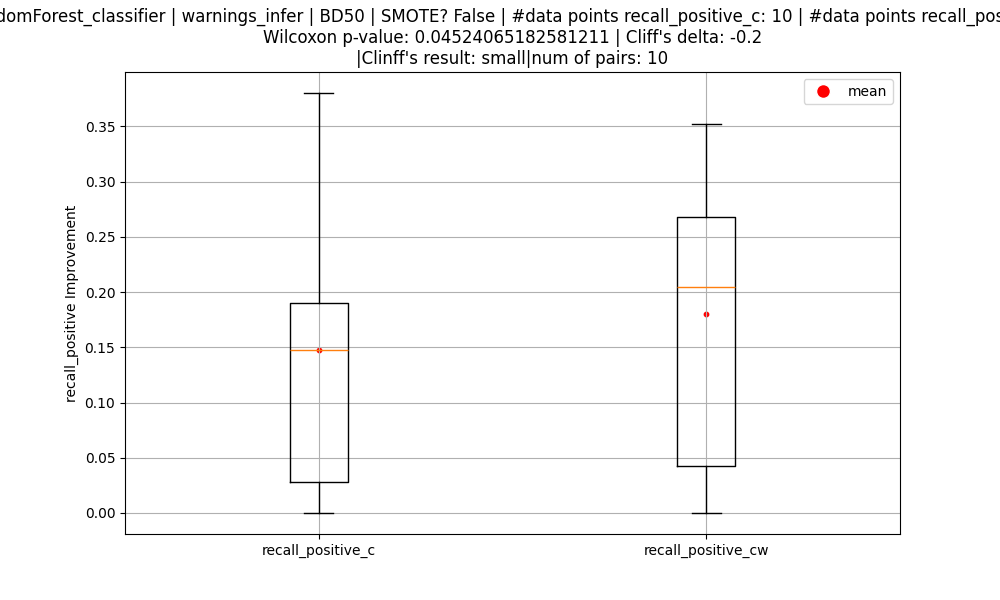 domForest_classifier | warnings_infer | BD50 | SMOTE? False | #data points recall_positive_c: 10 | #data points recall_pos
Wilcoxon p-value: 0.04524065182581211 | Cliff's delta: -0.2
|Clinff's result: small|num of pairs: 10
mean
0.35
0.30
0.25
0.20
0.15
0.10
0.05
0.00
recall_positive Improvement
recall_positive_c
recall_positive_cw